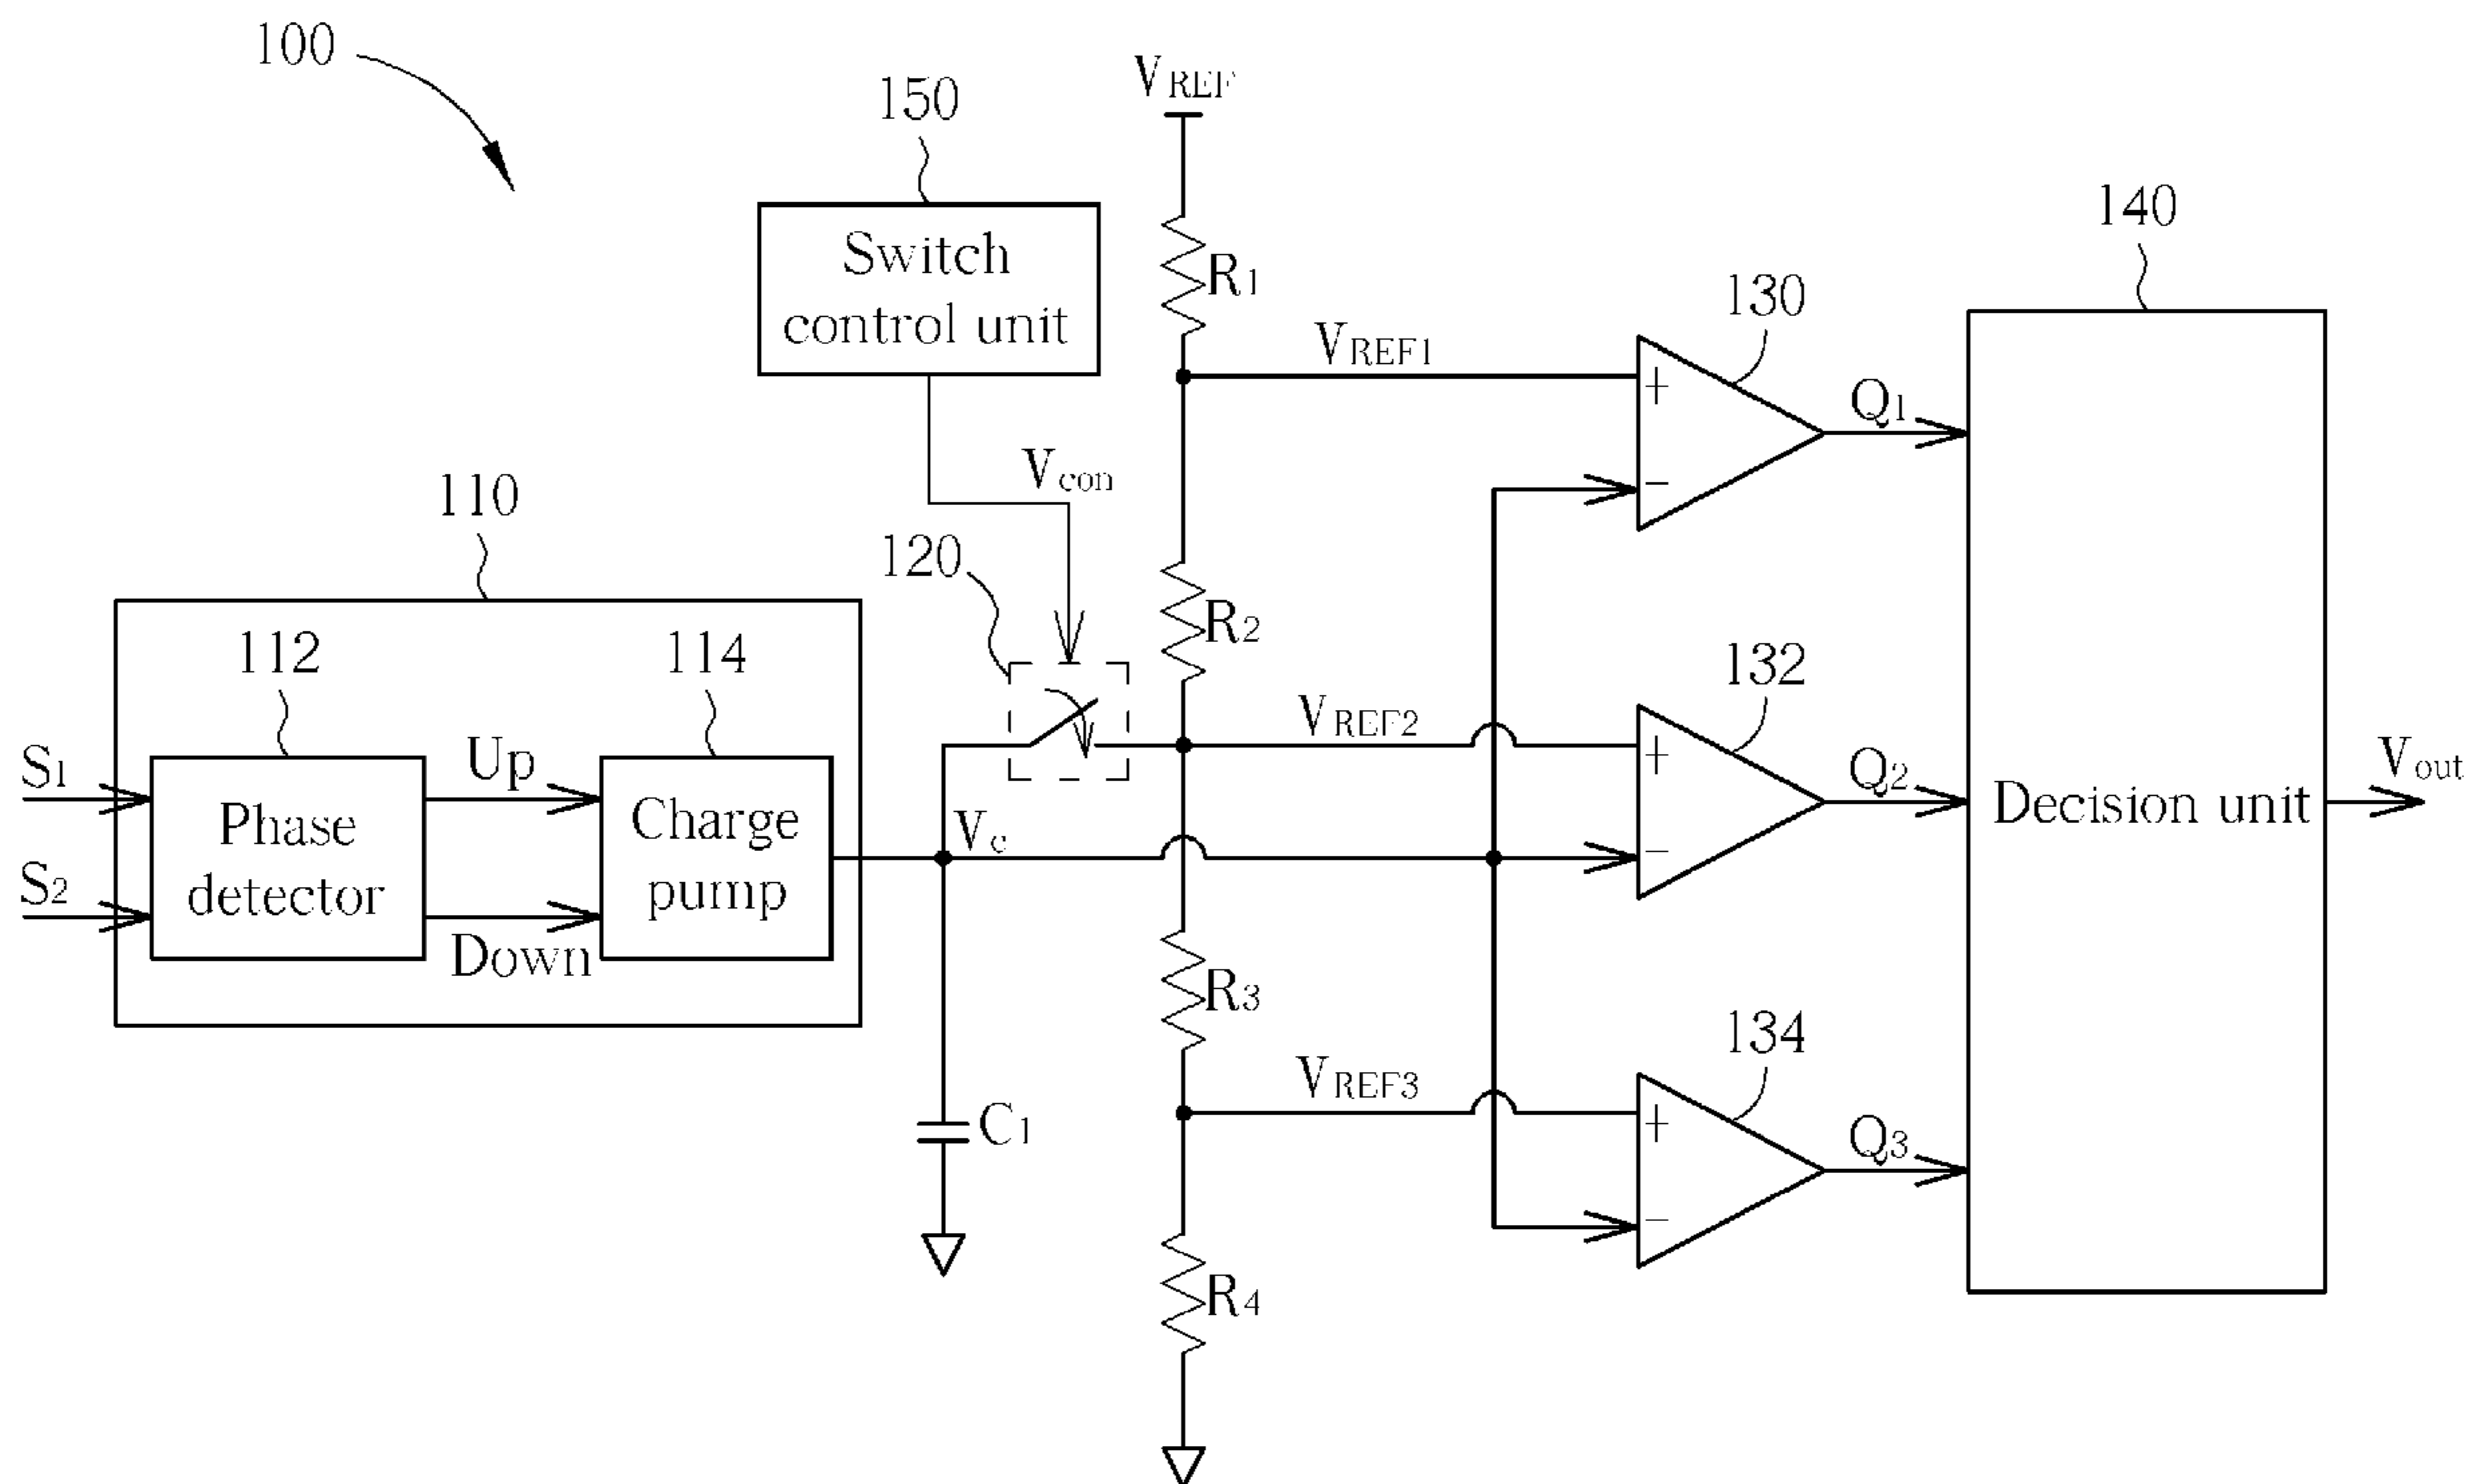 100
150
Switch
control unit
Vcon
VREF
R1
VREF1
130
+
-
Q1
140
110
120
R2
112
114
S1
S2
Phase
detector
Up
Down
Charge
pump
Vc
VREF2
132
+
-
Q2
Decision unit
Vout
C1
R3
VREF3
134
+
-
Q3
R4